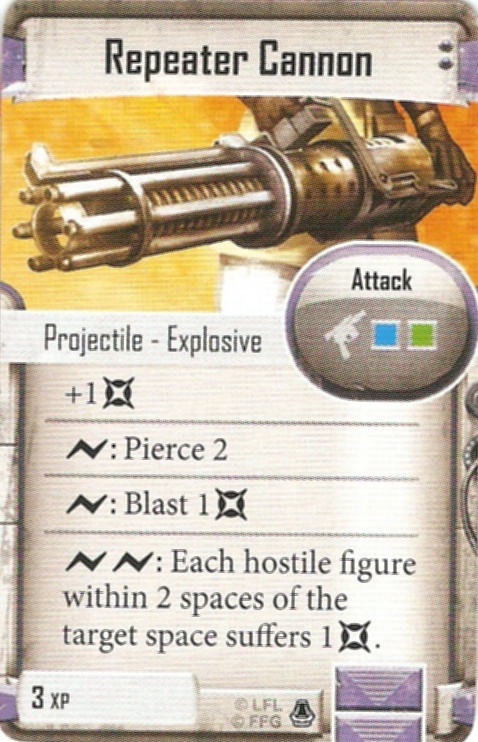 Repeater Cannon
Attack
Projectile - Explosive
+1
: Pierce 2
: Blast 1
: Each hostile figure
within 2 spaces of the
target space suffers 1 .
3 XP
© LFL
© FFG